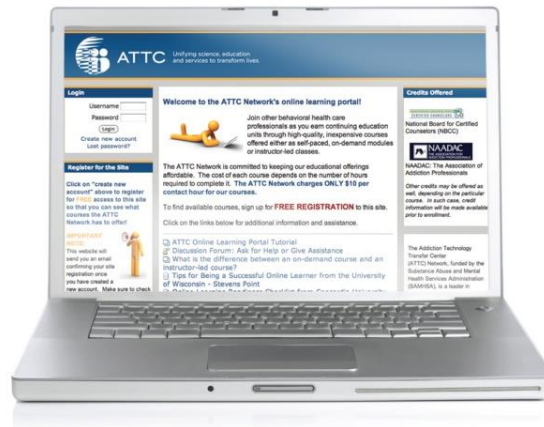 ATTC
Unifying science, education
and services to transform lives.
Login
Username
Password
Login
Create new account
Lost password?
Register for the Site
Click on "create new
account" above to register
for FREE access to this site
so that you can see what
courses the ATTC
Network has to offer!
IMPORTANT
NOTE:
This website will
send you an email
confirming your site
registration once
you have created a
new account. Make sure to check
Welcome to the ATTC Network's online learning portal!
Join other behavioral health care
professionals as you earn continuing education
units through high-quality, inexpensive courses
offered either as self-paced, on-demand modules
or instructor-led classes.
The ATTC Network is committed to keeping our educational offerings
affordable. The cost of each course depends on the number of hours
required to complete it. The ATTC Network charges ONLY $10 per
contact hour for our courses.
To find available courses, sign up for FREE REGISTRATION to this site.
Click on the links below for additional information and assistance.
ATTC Online Learning Portal Tutorial
Discussion Forum: Ask for Help or Give Assistance
What is the difference between an on-demand course and an
instructor-led course?
Tips for Being a Successful Online Learner from the University
of Wisconsin - Stevens Point
Online Learning Readiness Checklist from Concordia University
Credits Offered
National Board for Certified
Counselors (NBCC)
NAADAC
NAADAC: The Association of
Addiction Professionals
Other credits may be offered as
well, depending on the particular
course. In such case, credit
information will be made available
prior to enrollment.
The Addiction Technology
Transfer Center
(ATTC) Network, funded by the
Substance Abuse and Mental
Health Services Administration
(SAMHSA), is a leader in